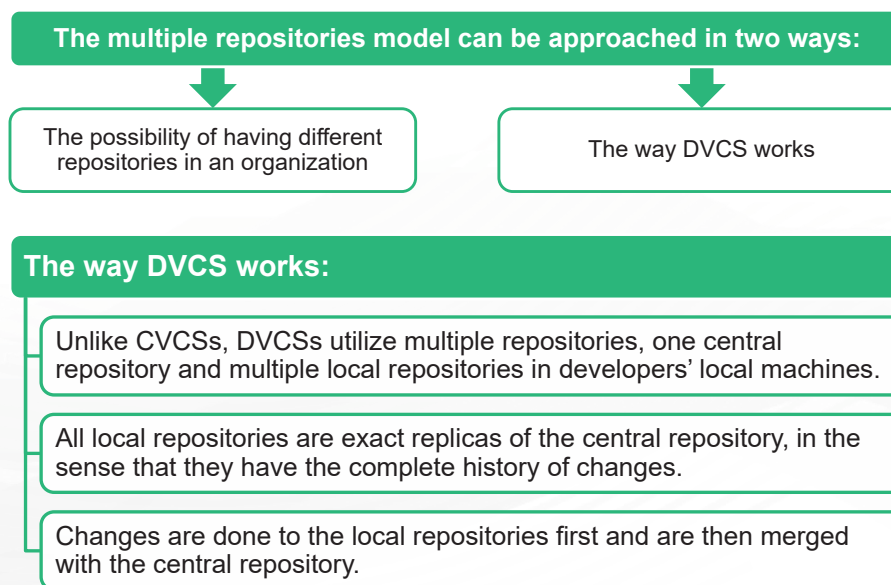 The multiple repositories model can be approached in two ways:
The possibility of having different
repositories in an organization
The way DVCS works
The way DVCS works:
Unlike CVCSs, DVCSs utilize multiple repositories, one central
repository and multiple local repositories in developers’ local machines.
All local repositories are exact replicas of the central repository, in the
sense that they have the complete history of changes.
Changes are done to the local repositories first and are then merged
with the central repository.